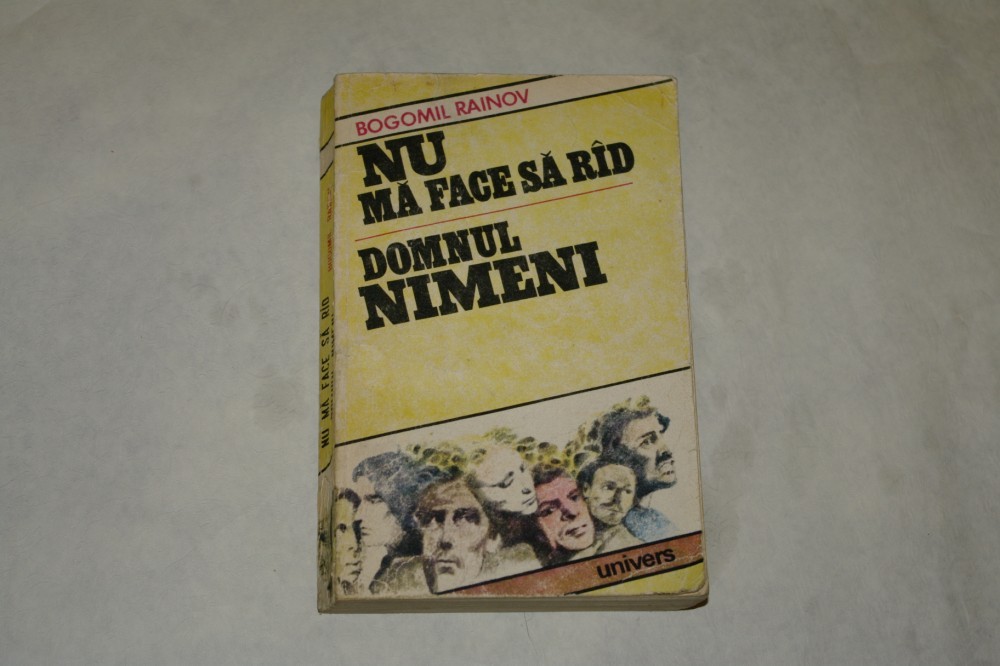 BOGOMIL RAINOV
NU
MĂ FACE SĂ RÎD
DOMNUL
NIMENI
univers
NU MĂ FACE SĂ RÎD